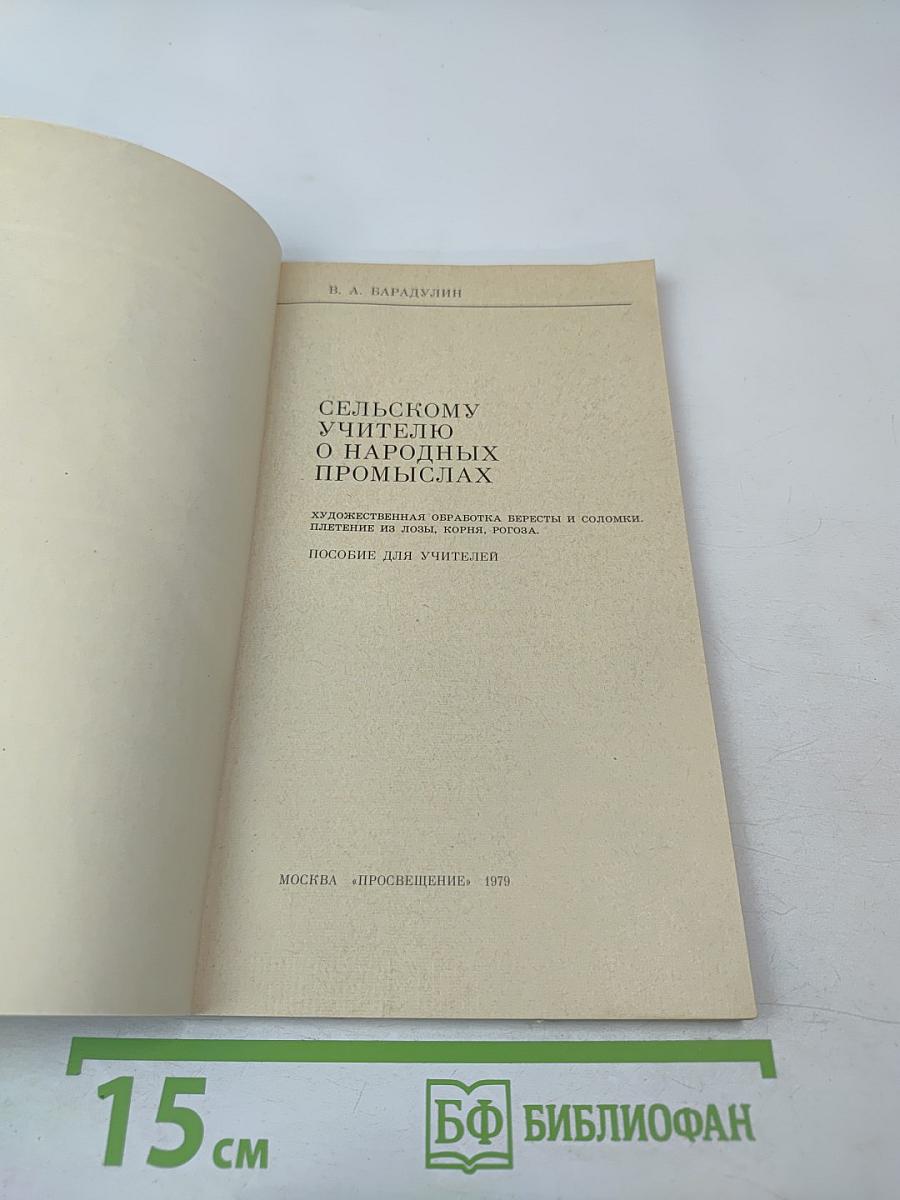 В. А. БАРАДУЛИН
СЕЛЬСКОМУ
УЧИТЕЛЮ
О НАРОДНЫХ
ПРОМЫСЛАХ
ХУДОЖЕСТВЕННАЯ ОБРАБОТКА БЕРЕСТЫ И СОЛОМКИ.
ПЛЕТЕНИЕ ИЗ ЛОЗЫ, КОРНЯ, РОГОЗА.
ПОСОБИЕ ДЛЯ УЧИТЕЛЕЙ
МОСКВА «ПРОСВЕЩЕНИЕ» 1979
15 см
БФ БИБЛИОФАН